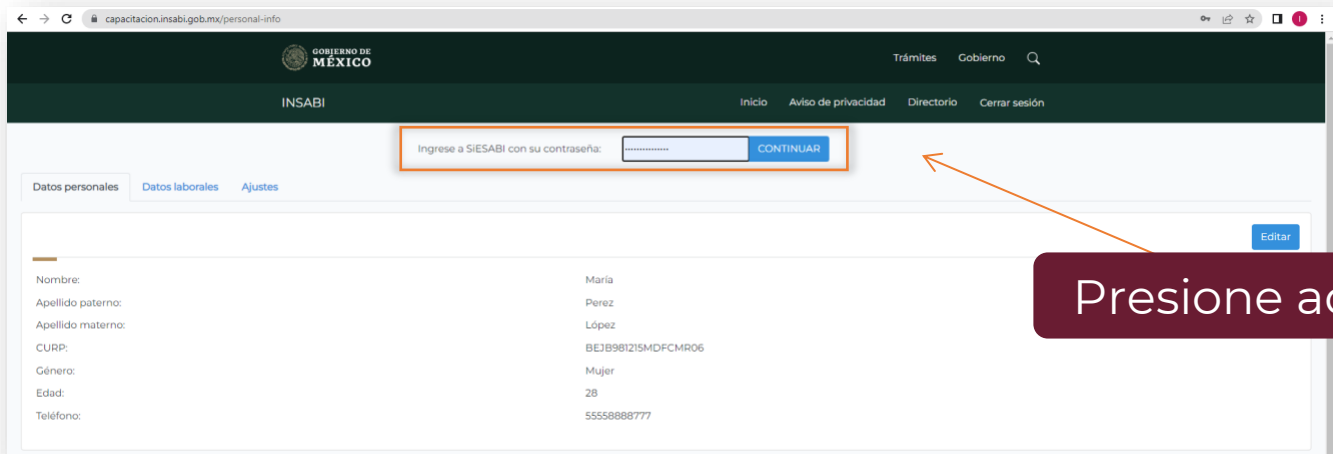 capacitacion.insabi.gob.mx/personal-info
GOBIERNO DE
MÉXICO
Trámites Gobierno
INSABI
Inicio Aviso de privacidad Directorio Cerrar sesión
Ingrese a SiESABI con su contraseña: ............... CONTINUAR
Datos personales Datos laborales Ajustes
Editar
Nombre: María
Apellido paterno: Perez
Apellido materno: López
CURP: BEJB981215MDFCMR06
Género: Mujer
Edad: 28
Teléfono: 55558888777
Presione